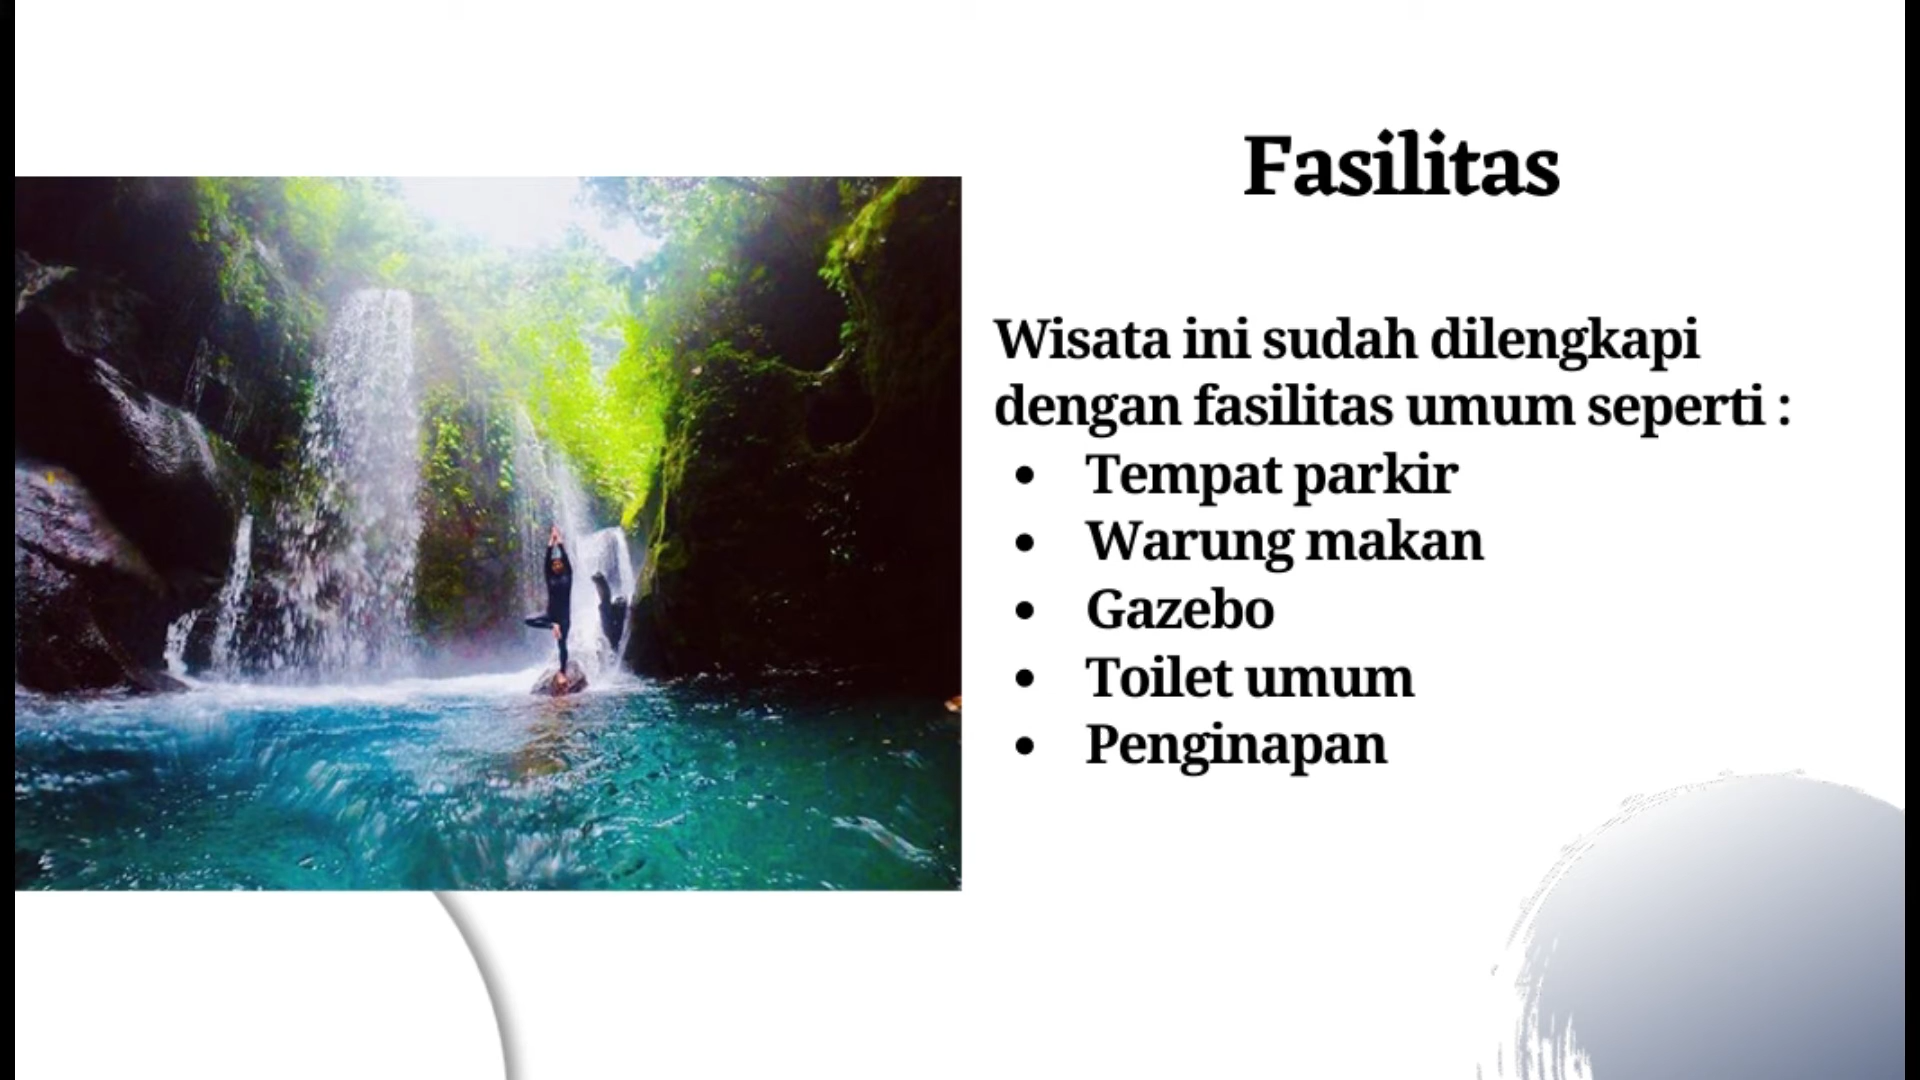 Fasilitas
Wisata ini sudah dilengkapi
dengan fasilitas umum seperti :
• Tempat parkir
• Warung makan
• Gazebo
• Toilet umum
• Penginapan